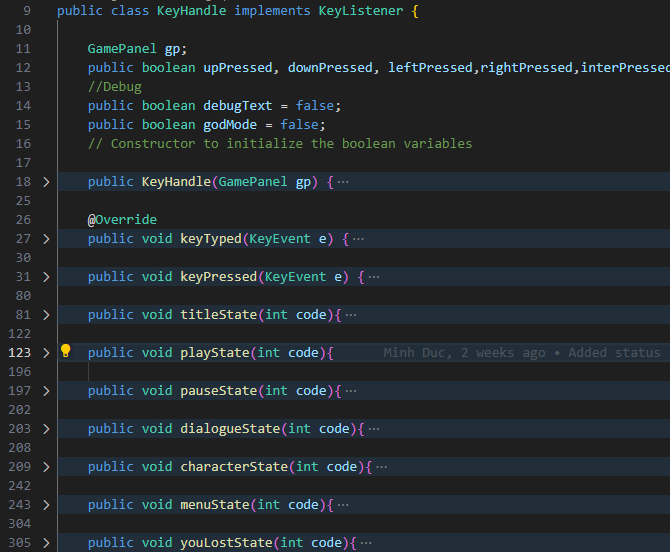 9 public class KeyHandle implements KeyListener {
10
11 GamePanel gp;
12 public boolean upPressed, downPressed, leftPressed,rightPressed,interPressed
13 //Debug
14 public boolean debugText = false;
15 public boolean godMode = false;
16 // Constructor to initialize the boolean variables
17
18 > public KeyHandle(GamePanel gp) { ···
25
26 @Override
27 > public void keyTyped(KeyEvent e) { ···
30
31 > public void keyPressed(KeyEvent e) { ···
80
81 > public void titleState(int code){ ···
122
123 > public void playState(int code){ Minh Duc, 2 weeks ago • Added status
196
197 > public void pauseState(int code){ ···
202
203 > public void dialogueState(int code){ ···
208
209 > public void characterState(int code){ ···
242
243 > public void menuState(int code){ ···
304
305 > public void youLostState(int code){ ···